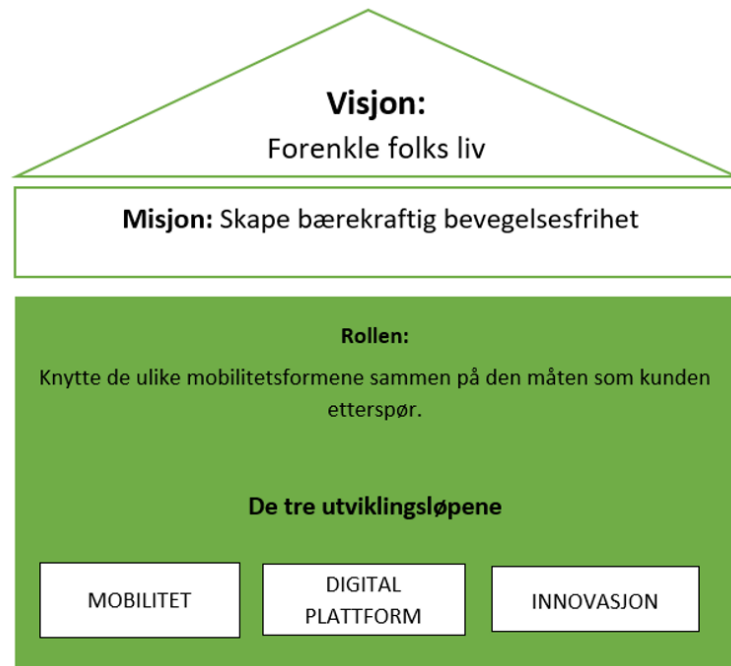 Visjon:
Forenkle folks liv
Misjon: Skape bærekraftig bevegelsesfrihet
Rollen:
Knytte de ulike mobilitetsformene sammen på den måten som kunden
etterspør.
De tre utviklingsløpene
MOBILITET
DIGITAL
PLATTFORM
INNOVASJON